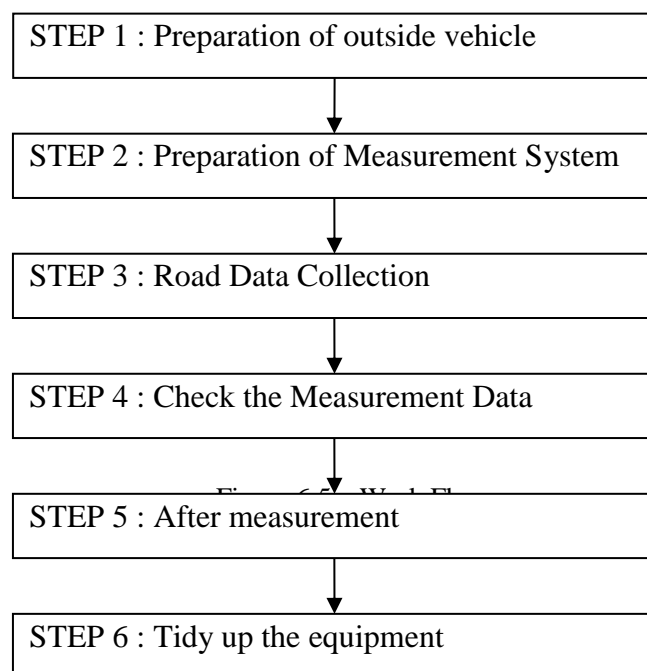 STEP 1 : Preparation of outside vehicle
STEP 2 : Preparation of Measurement System
STEP 3 : Road Data Collection
STEP 4 : Check the Measurement Data
STEP 5 : After measurement
STEP 6 : Tidy up the equipment